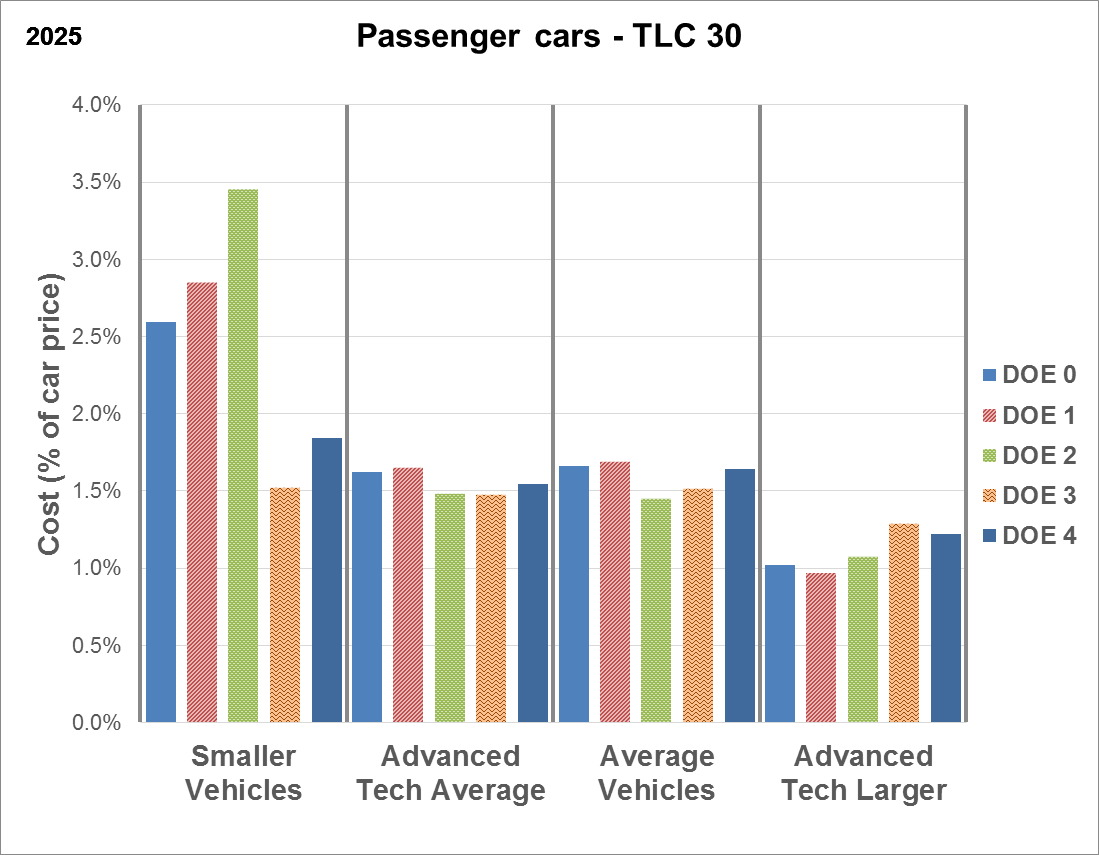 2025
Passenger cars - TLC 30
Cost (% of car price)
4.0%
3.5%
3.0%
2.5%
2.0%
1.5%
1.0%
0.5%
0.0%
Smaller
Vehicles
Advanced
Tech Average
Average
Vehicles
Advanced
Tech Larger
DOE 0
DOE 1
DOE 2
DOE 3
DOE 4